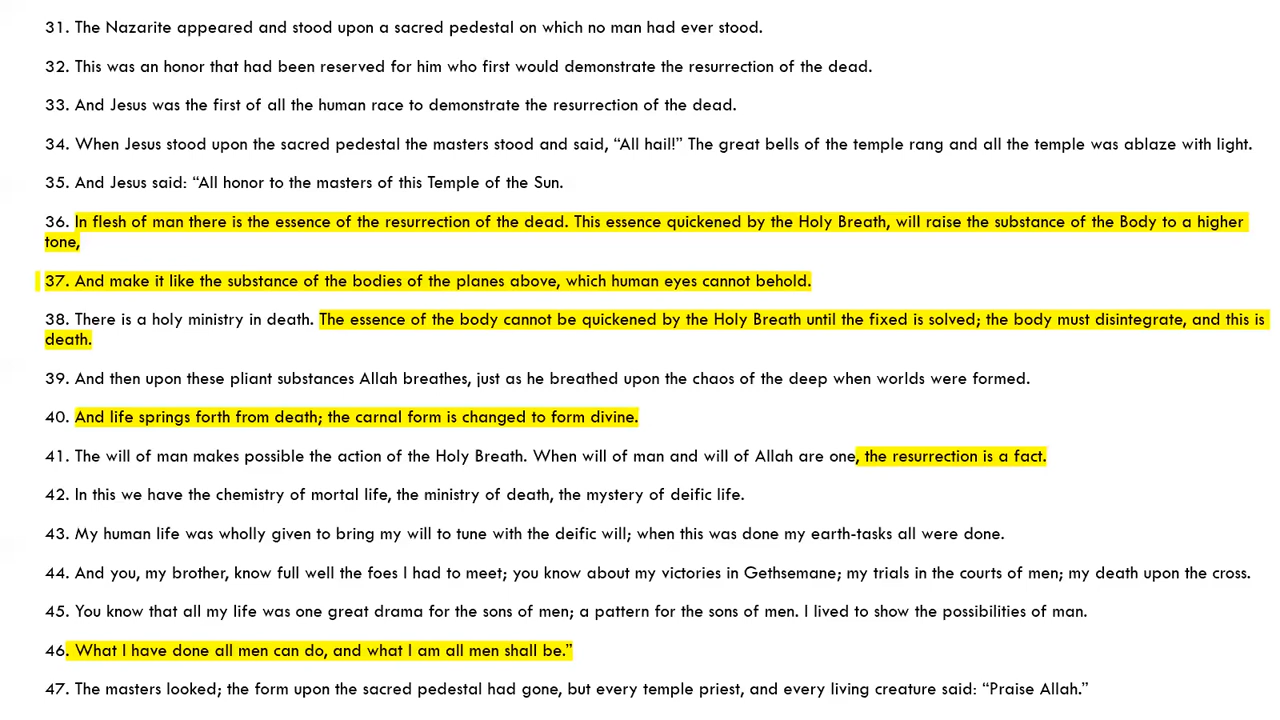 31. The Nazarite appeared and stood upon a sacred pedestal on which no man had ever stood.
32. This was an honor that had been reserved for him who first would demonstrate the resurrection of the dead.
33. And Jesus was the first of all the human race to demonstrate the resurrection of the dead.
34. When Jesus stood upon the sacred pedestal the masters stood and said, “All hail!” The great bells of the temple rang and all the temple was ablaze with light.
35. And Jesus said: “All honor to the masters of this Temple of the Sun.
36. In flesh of man there is the essence of the resurrection of the dead. This essence quickened by the Holy Breath, will raise the substance of the Body to a higher
tone,
37. And make it like the substance of the bodies of the planes above, which human eyes cannot behold.
38. There is a holy ministry in death. The essence of the body cannot be quickened by the Holy Breath until the fixed is solved; the body must disintegrate, and this is
death.
39. And then upon these pliant substances Allah breathes, just as he breathed upon the chaos of the deep when worlds were formed.
40. And life springs forth from death; the carnal form is changed to form divine.
41. The will of man makes possible the action of the Holy Breath. When will of man and will of Allah are one, the resurrection is a fact.
42. In this we have the chemistry of mortal life, the ministry of death, the mystery of deific life.
43. My human life was wholly given to bring my will to tune with the deific will; when this was done my earth-tasks all were done.
44. And you, my brother, know full well the foes I had to meet; you know about my victories in Gethsemane; my trials in the courts of men; my death upon the cross.
45. You know that all my life was one great drama for the sons of men; a pattern for the sons of men. I lived to show the possibilities of man.
46. What I have done all men can do, and what I am all men shall be.”
47. The masters looked; the form upon the sacred pedestal had gone, but every temple priest, and every living creature said: “Praise Allah.”